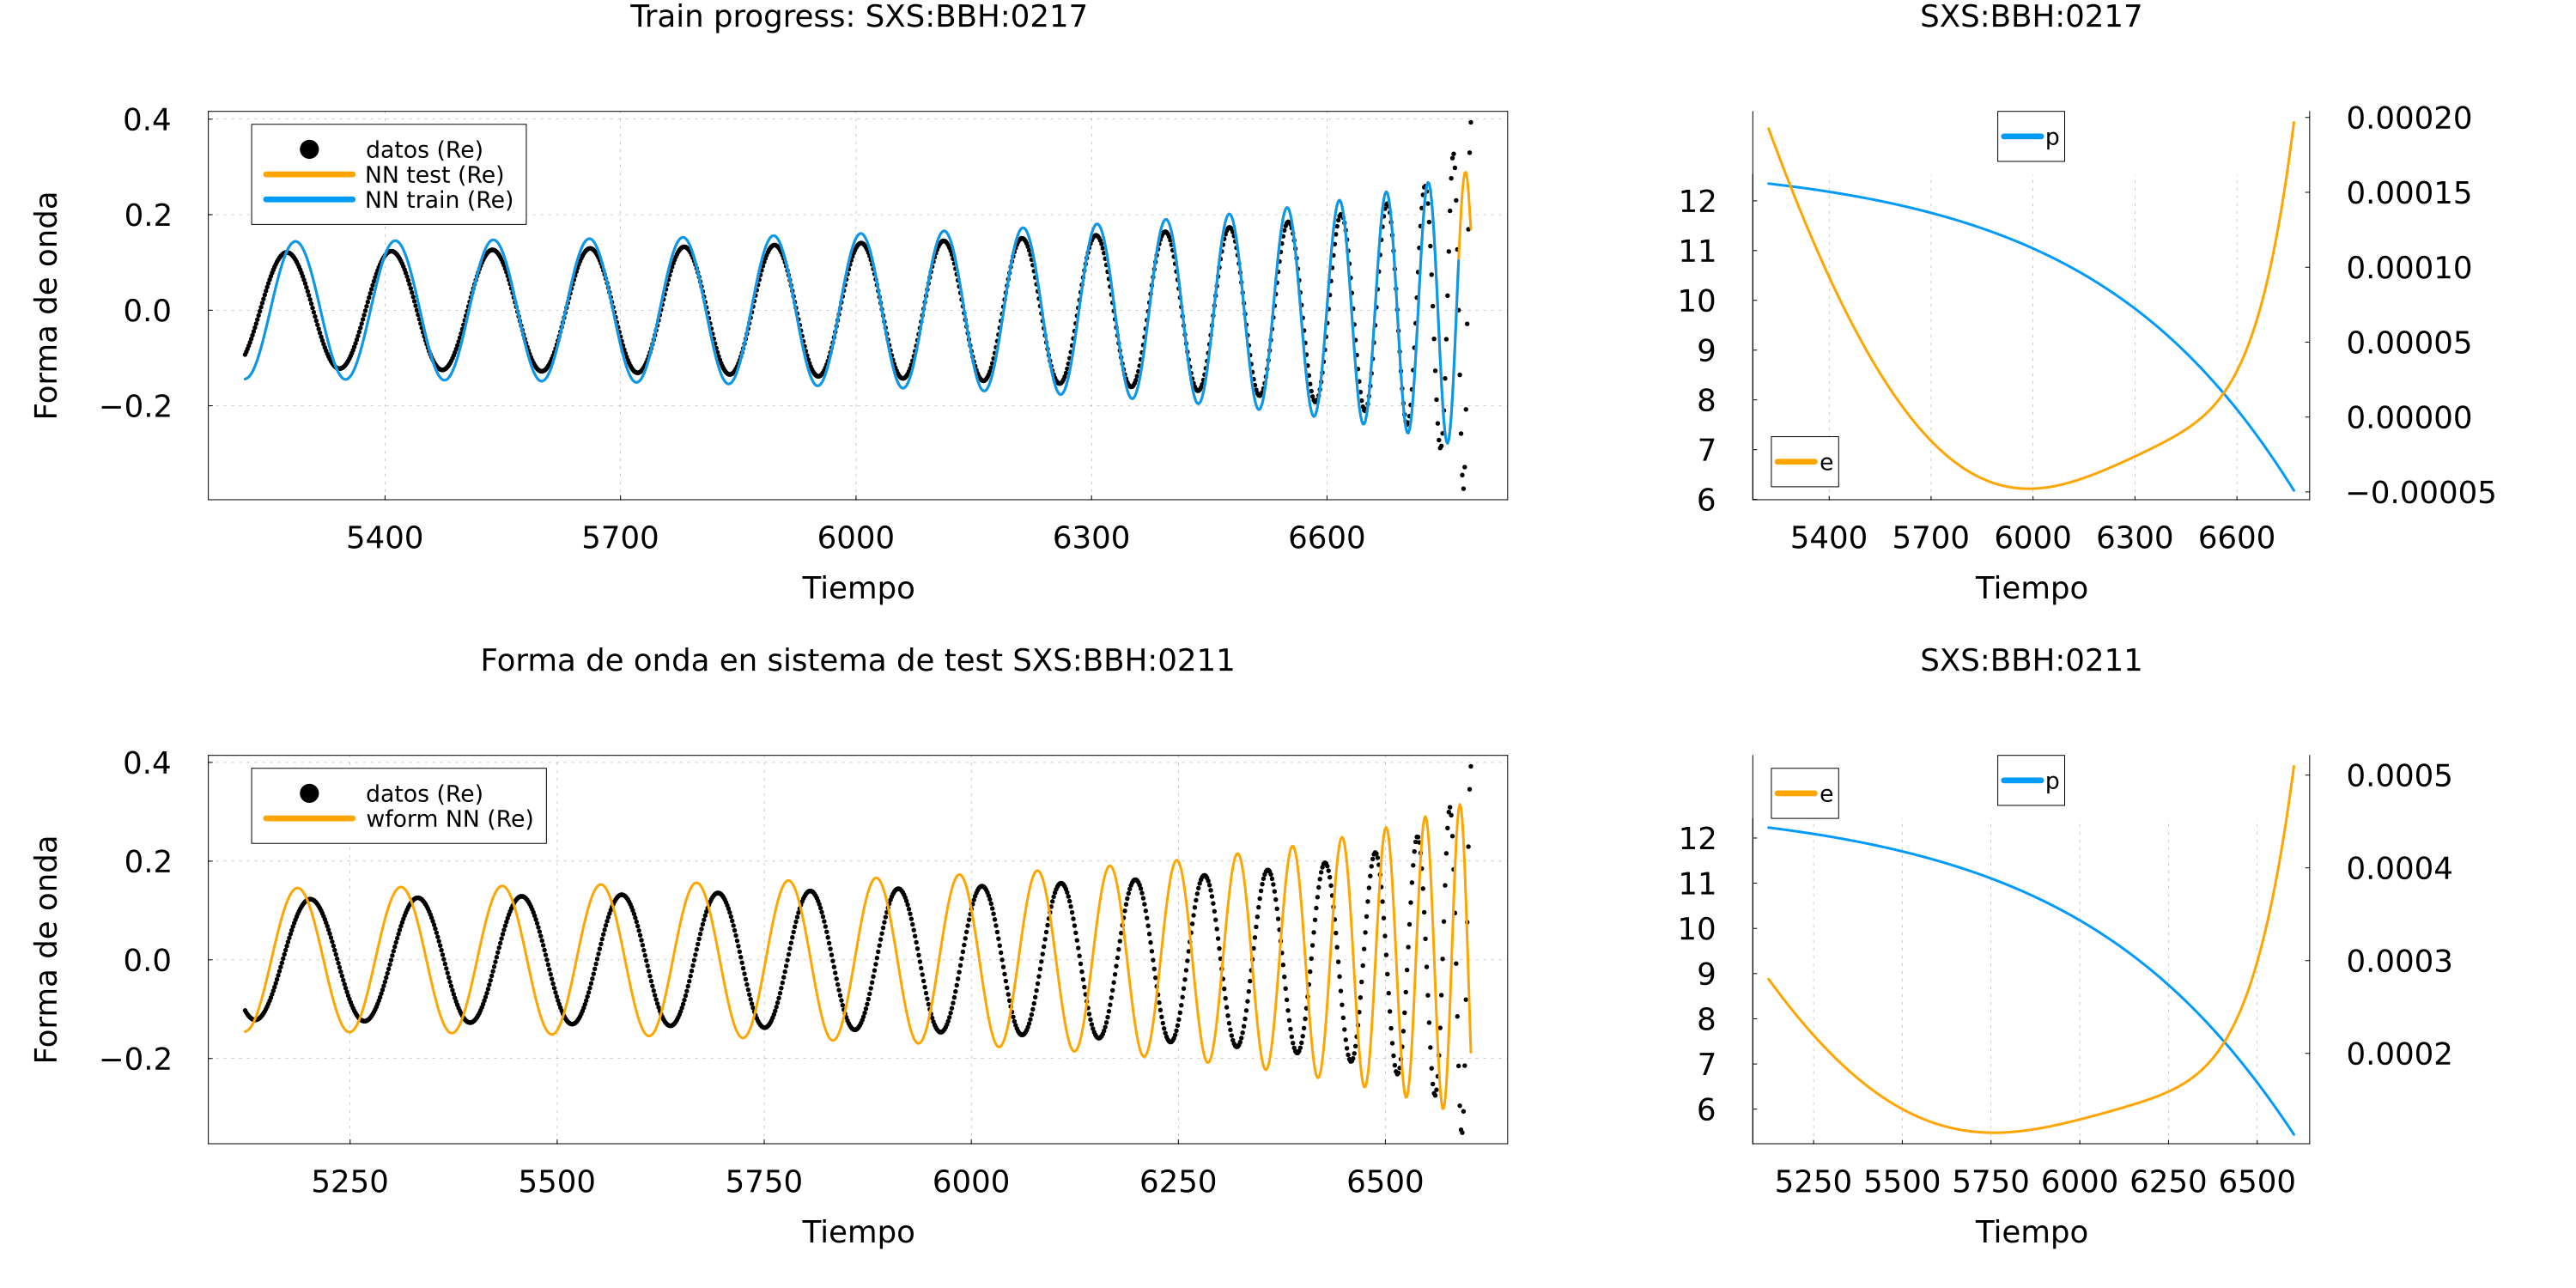 Train progress: SXS:BBH:0217
SXS:BBH:0217
Forma de onda
0.4
0.2
0.0
−0.2
datos (Re)
NN test (Re)
NN train (Re)
5400 5700 6000 6300 6600
Tiempo
12
11
10
9
8
7
6
p
e
0.00020
0.00015
0.00010
0.00005
0.00000
−0.00005
5400 5700 6000 6300 6600
Tiempo
Forma de onda en sistema de test SXS:BBH:0211
SXS:BBH:0211
Forma de onda
0.4
0.2
0.0
−0.2
datos (Re)
wform NN (Re)
5250 5500 5750 6000 6250 6500
Tiempo
12
11
10
9
8
7
6
e
p
0.0005
0.0004
0.0003
0.0002
5250 5500 5750 6000 6250 6500
Tiempo